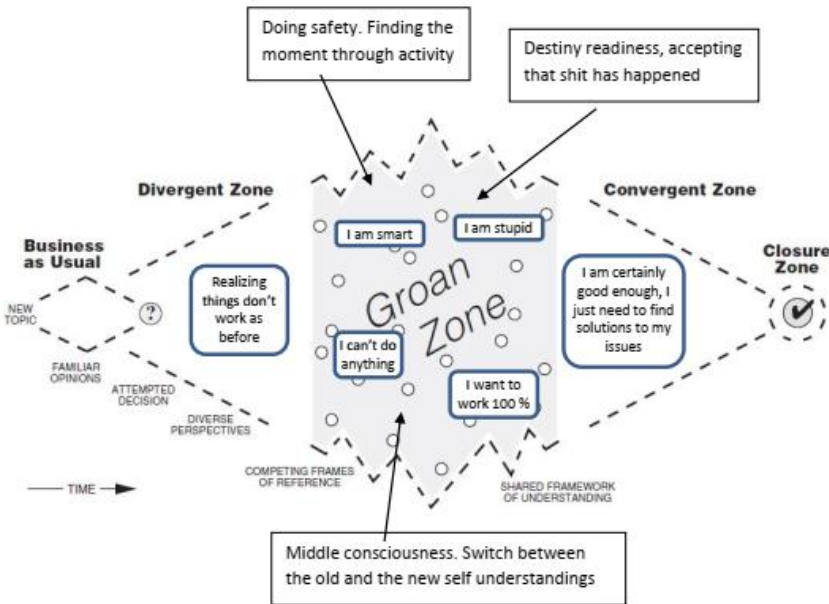 Doing safety. Finding the
moment through activity
Destiny readiness, accepting
that shit has happened
Divergent Zone
Convergent Zone
Business
as Usual
Closure
Zone
I am smart
I am stupid
Realizing
things don't
work as
before
Groan
Zone
I am certainly
good enough, I
just need to find
solutions to my
issues
NEW
TOPIC
?
I can't do
anything
FAMILIAR
OPINIONS
I want to
work 100 %
ATTEMPTED
DECISION
DIVERSE
PERSPECTIVES
COMPETING FRAMES
OF REFERENCE
SHARED FRAMEWORK
OF UNDERSTANDING
TIME
Middle consciousness. Switch between
the old and the new self understandings